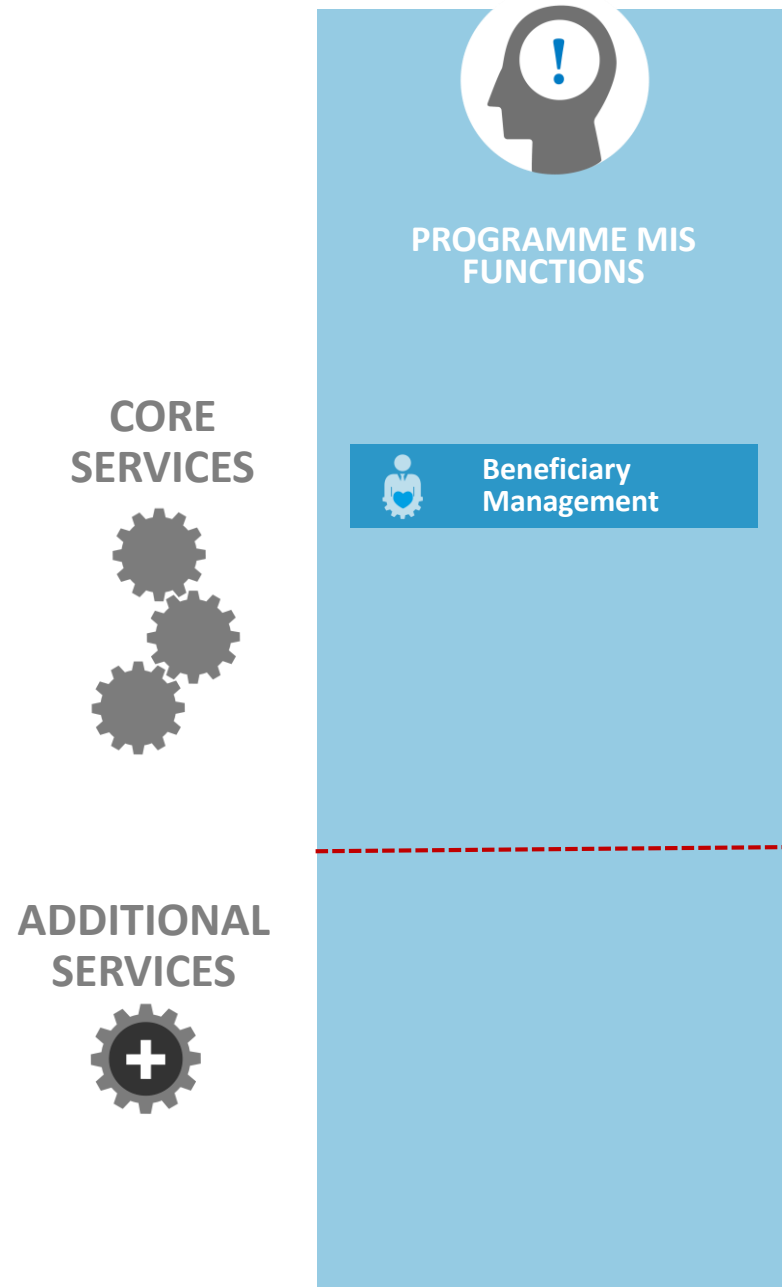 !
PROGRAMME MIS
FUNCTIONS
CORE
SERVICES
Beneficiary
Management
ADDITIONAL
SERVICES